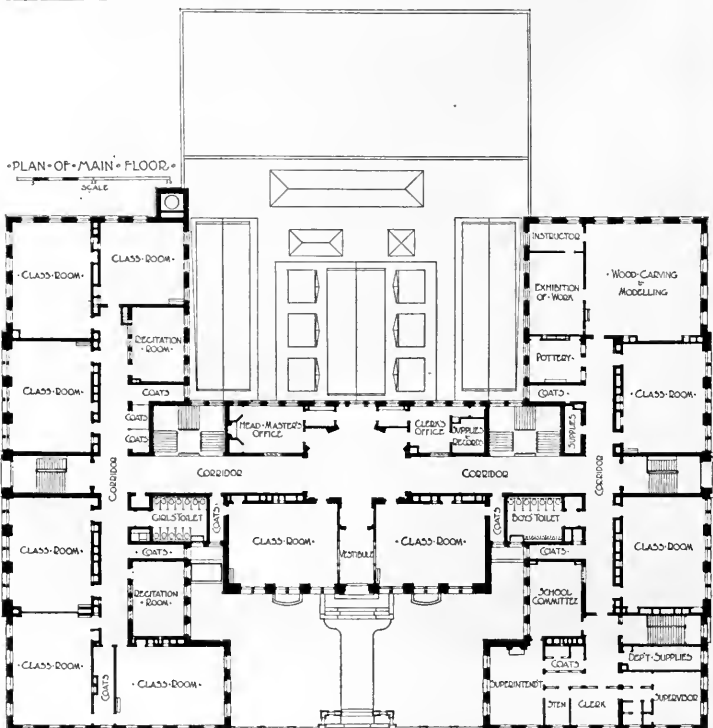 ·PLAN·OF·MAIN·FLOOR·
SCALE
·CLASS·ROOM·
CLASS·ROOM·
RECITATION
·ROOM·
COATS
COATS
COATS
CLASS·ROOM·
CORRIDOR
HEAD·MASTER'S
OFFICE
CLERK'S
OFFICE
SUPPLIES
&
RECORDS
INSTRUCTOR
EXHIBITION
OF·WORK
·WOOD·CARVING
&
MODELLING
POTTERY·
COATS·
SUPPLIES
·CLASS·ROOM
CORRIDOR
CORRIDOR
CORRIDOR
CLASS·ROOM
GIRLS'TOILET
COATS
·COATS·
·CLASS·ROOM·
VESTIBULE
·CLASS·ROOM·
COATS
BOYS'TOILET
COATS·
CLASS·ROOM
RECITATION
·ROOM·
SCHOOL
COMMITTEE
·CLASS·ROOM
COATS
·CLASS·ROOM·
SUPERINTENDT
COATS
STEN
CLERK
DEP'T·SUPPLIES
SUPERVISOR